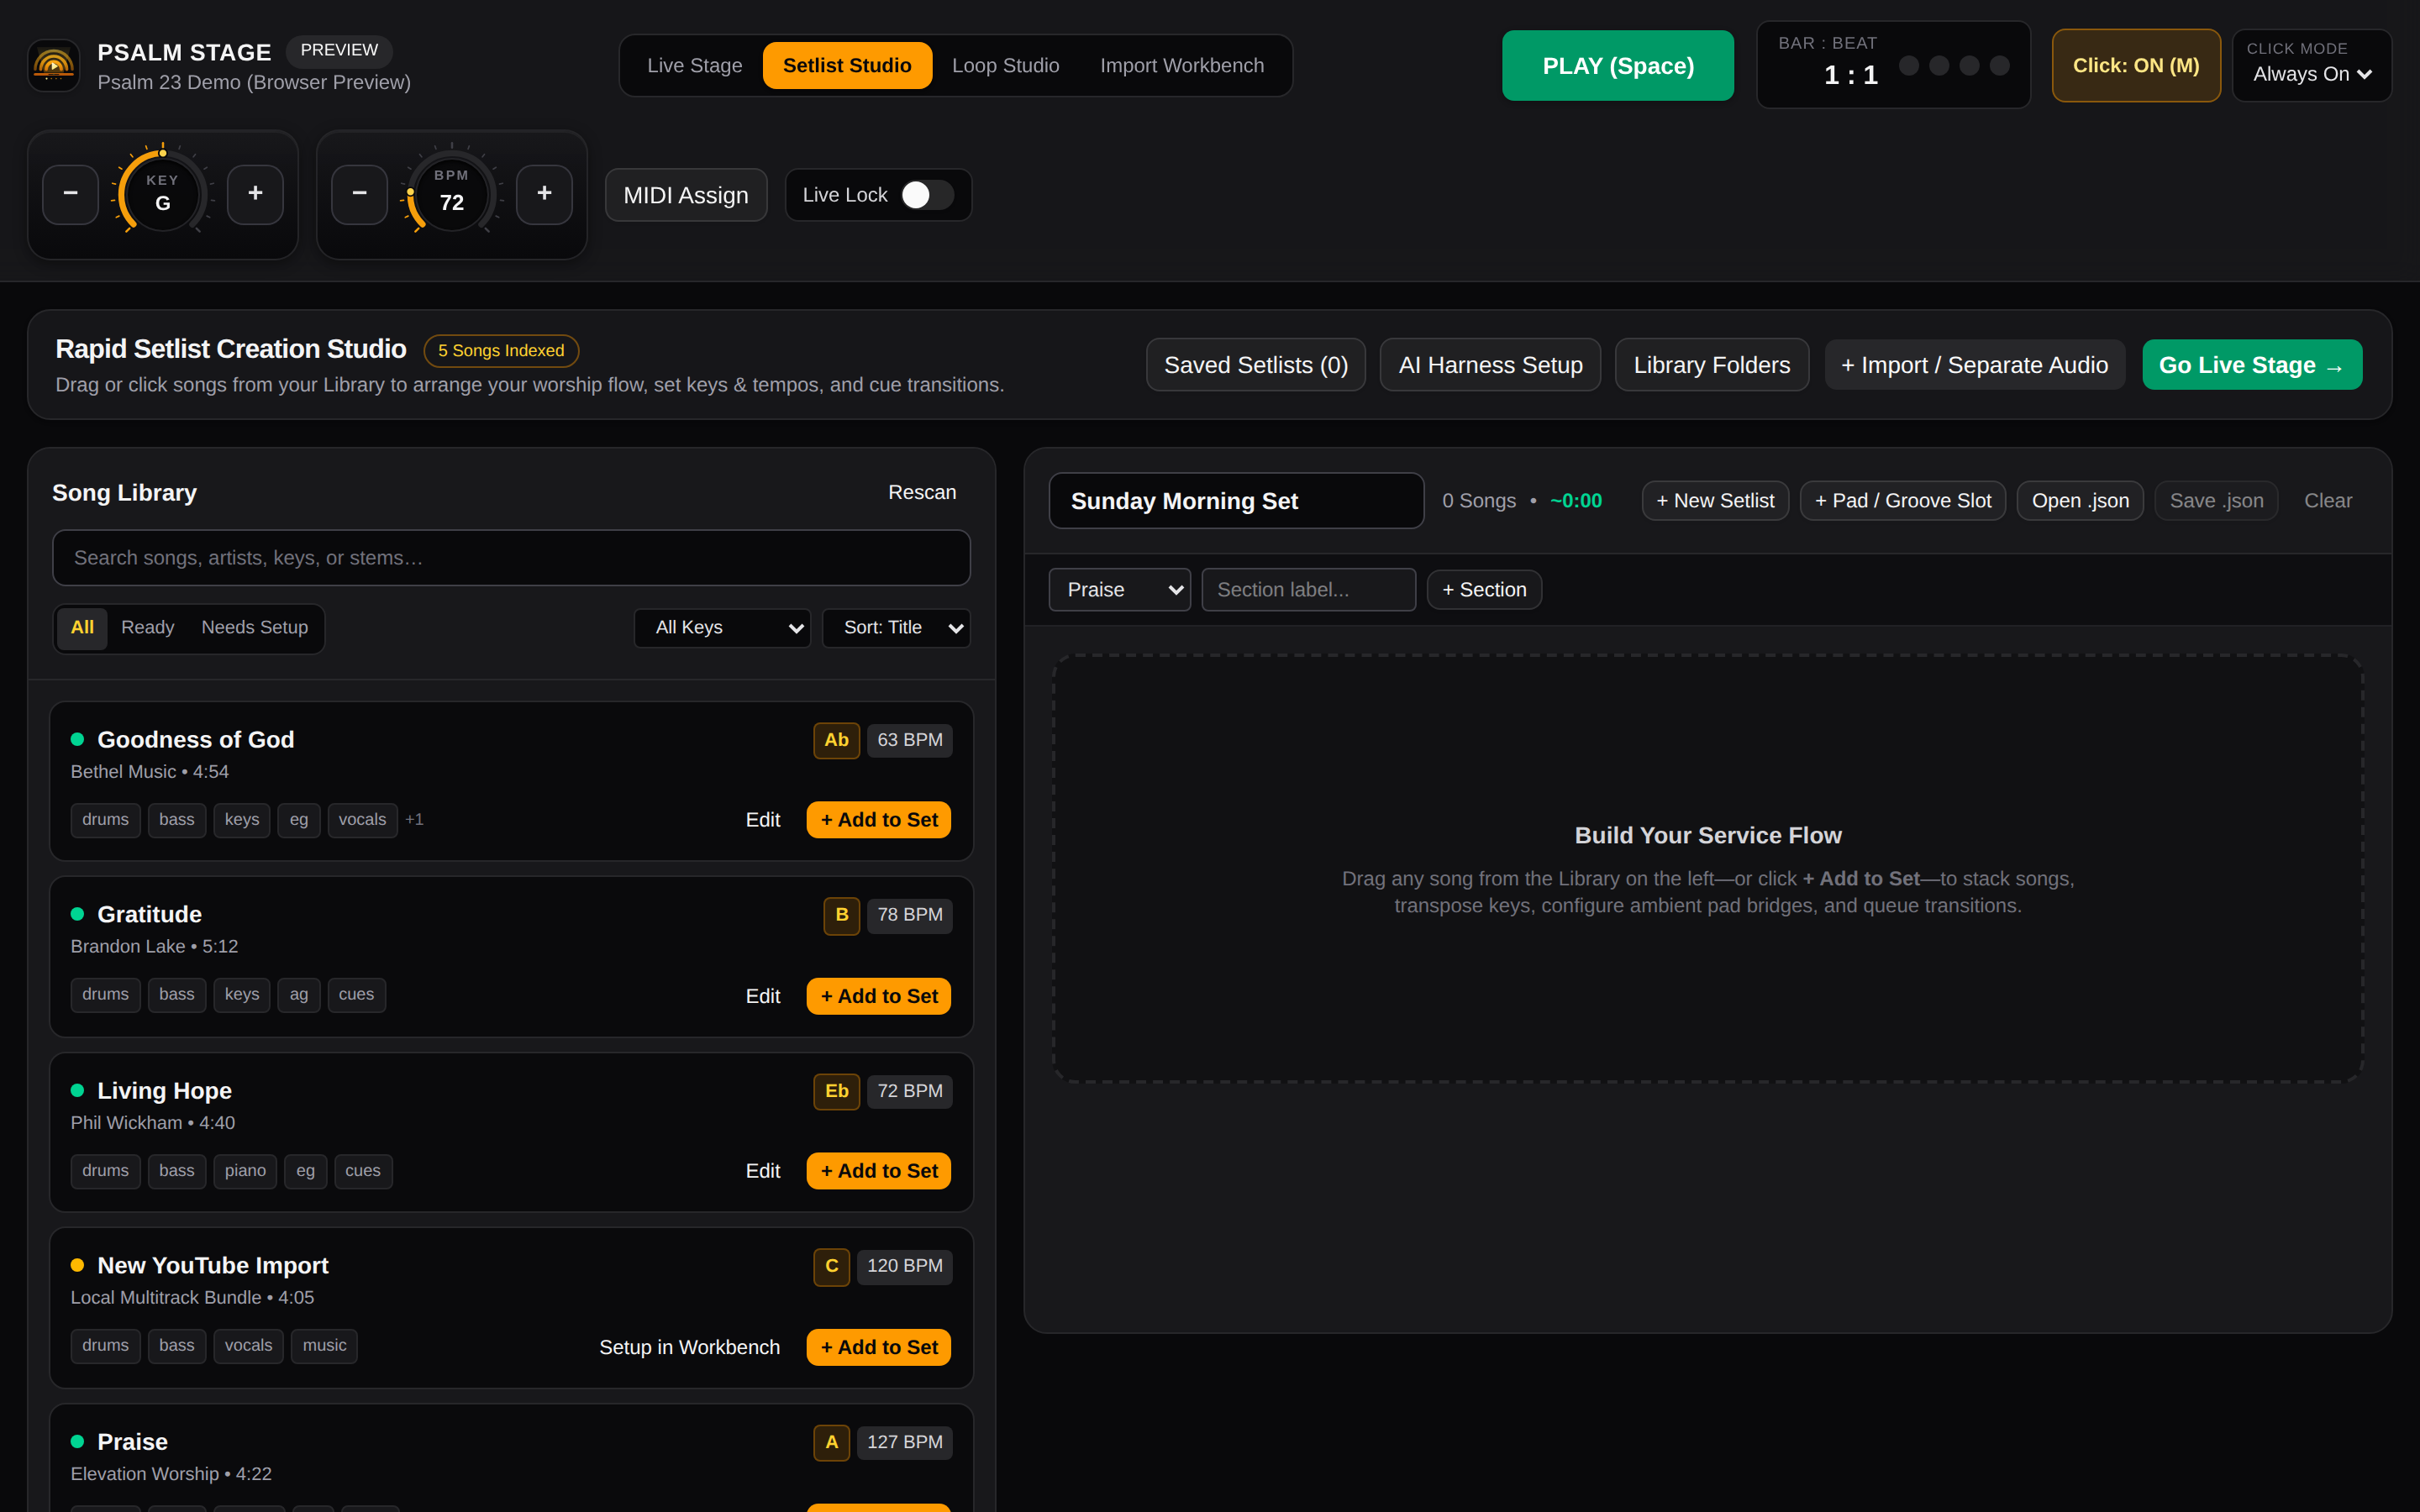 PSALM STAGE PREVIEW
Psalm 23 Demo (Browser Preview)
Live Stage Setlist Studio Loop Studio Import Workbench
PLAY (Space)
BAR : BEAT
1 : 1
Click: ON (M)
CLICK MODE
Always On
− KEY G +
− BPM 72 +
MIDI Assign
Live Lock
Rapid Setlist Creation Studio 5 Songs Indexed
Drag or click songs from your Library to arrange your worship flow, set keys & tempos, and cue transitions.
Saved Setlists (0) AI Harness Setup Library Folders + Import / Separate Audio Go Live Stage →
Song Library Rescan
Search songs, artists, keys, or stems…
All Ready Needs Setup All Keys Sort: Title
Goodness of God Ab 63 BPM
Bethel Music • 4:54
drums bass keys eg vocals +1 Edit + Add to Set
Gratitude B 78 BPM
Brandon Lake • 5:12
drums bass keys ag cues Edit + Add to Set
Living Hope Eb 72 BPM
Phil Wickham • 4:40
drums bass piano eg cues Edit + Add to Set
New YouTube Import C 120 BPM
Local Multitrack Bundle • 4:05
drums bass vocals music Setup in Workbench + Add to Set
Praise A 127 BPM
Elevation Worship • 4:22
Sunday Morning Set 0 Songs • ~0:00 + New Setlist + Pad / Groove Slot Open .json Save .json Clear
Praise Section label... + Section
Build Your Service Flow
Drag any song from the Library on the left—or click + Add to Set—to stack songs,
transpose keys, configure ambient pad bridges, and queue transitions.